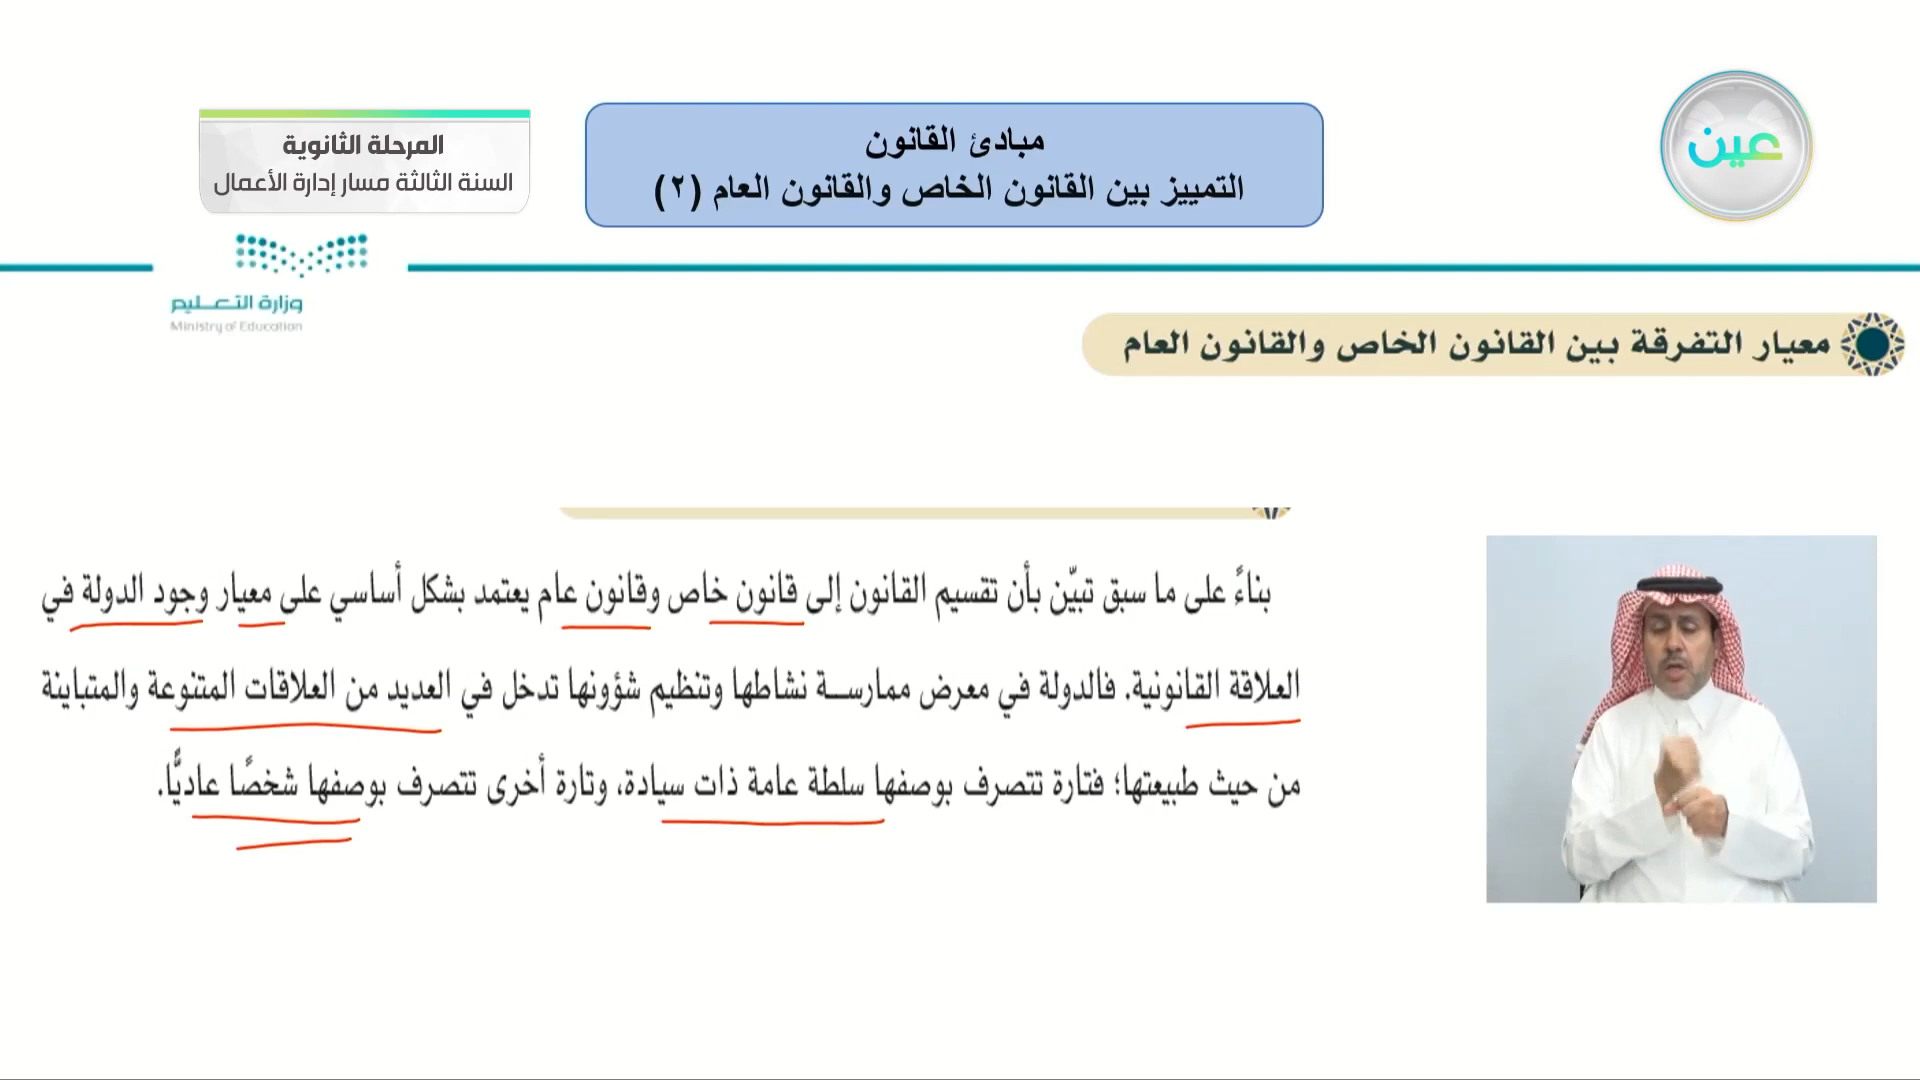 عين
مبادئ القانون
التمييز بين القانون الخاص والقانون العام (٢)
المرحلة الثانوية
السنة الثالثة مسار إدارة الأعمال
وزارة التعليم
Ministry of Education
معيار التفرقة بين القانون الخاص والقانون العام
بناءً على ما سبق تبيّن بأن تقسيم القانون إلى قانون خاص وقانون عام يعتمد بشكل أساسي على معيار وجود الدولة في
العلاقة القانونية. فالدولة في معرض ممارسة نشاطها وتنظيم شؤونها تدخل في العديد من العلاقات المتنوعة والمتباينة
من حيث طبيعتها؛ فتارة تتصرف بوصفها سلطة عامة ذات سيادة، وتارة أخرى تتصرف بوصفها شخصًا عاديًّا.